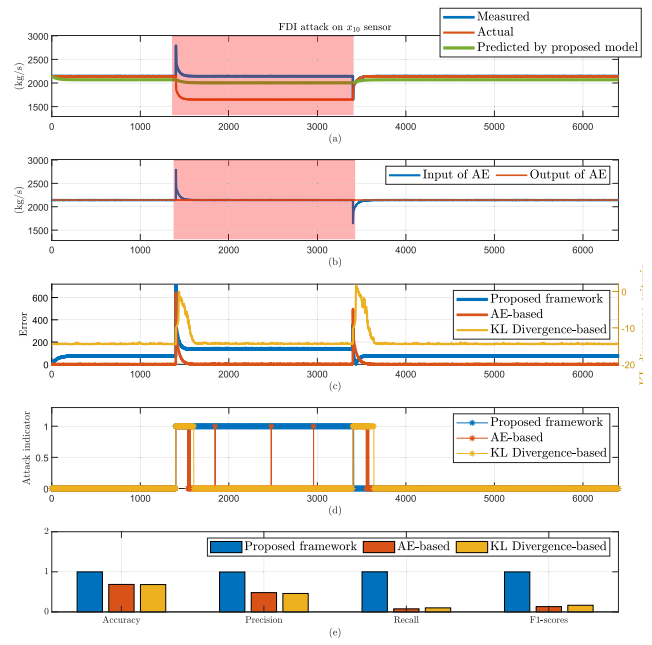 FDI attack on x10 sensor
Measured
Actual
Predicted by proposed model
(kg/s)
3000
2500
2000
1500
0 1000 2000 3000 4000 5000 6000
(a)
(kg/s)
3000
2500
2000
1500
Input of AE Output of AE
0 1000 2000 3000 4000 5000 6000
(b)
Error
600
400
200
0
0
-10
-20
Proposed framework
AE-based
KL Divergence-based
0 1000 2000 3000 4000 5000 6000
(c)
Attack indicator
1
0.5
0
Proposed framework
AE-based
KL Divergence-based
0 1000 2000 3000 4000 5000 6000
(d)
2
1
0
Proposed framework AE-based KL Divergence-based
Accuracy Precision Recall F1-scores
(e)